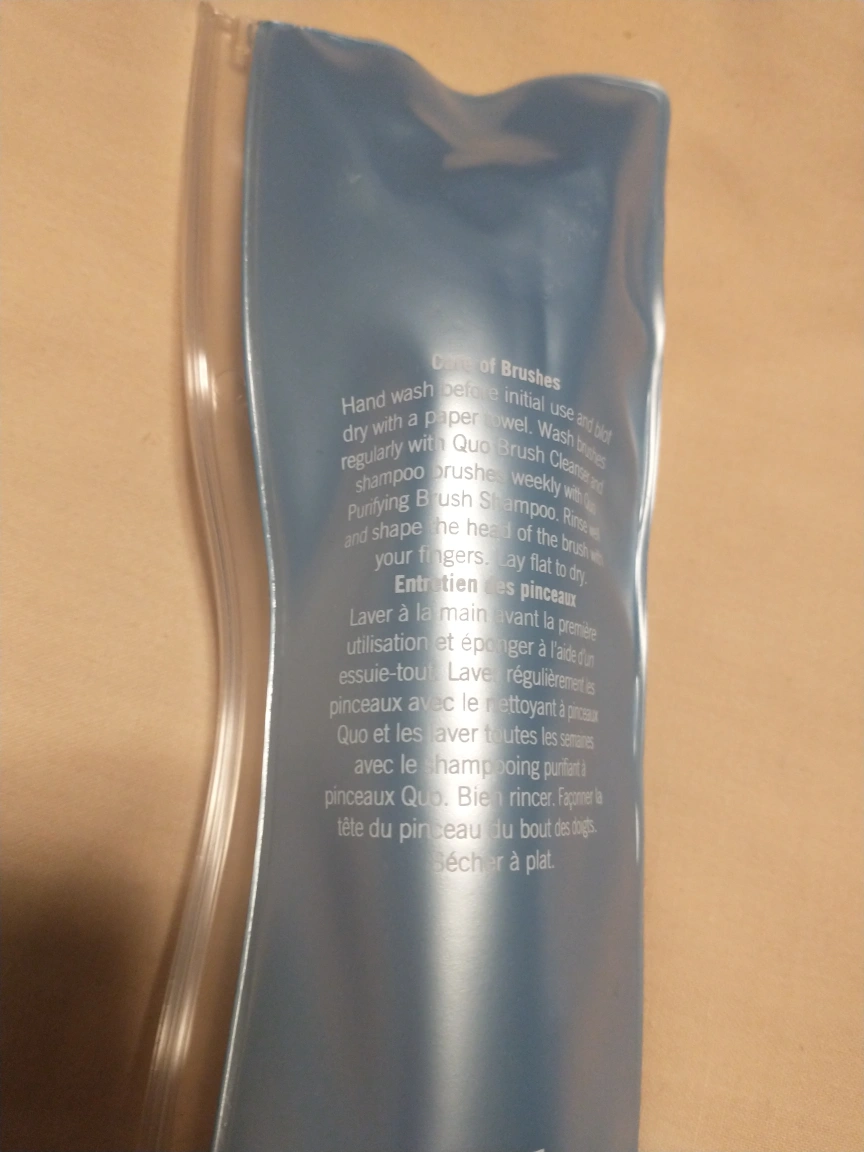 Care of Brushes
Hand wash before initial use and blot
dry with a paper towel. Wash brushes
regularly with Quo Brush Cleanser and
shampoo brushes weekly with Quo
Purifying Brush Shampoo. Rinse well
and shape the head of the brush with
your fingers. Lay flat to dry.
Entretien des pinceaux
Laver à la main avant la première
utilisation et éponger à l'aide d'un
essuie-tout. Laver régulièrement les
pinceaux avec le nettoyant à pinceaux
Quo et les laver toutes les semaines
avec le shampooing purifiant à
pinceaux Quo. Bien rincer. Façonner la
tête du pinceau du bout des doigts.
Sécher à plat.